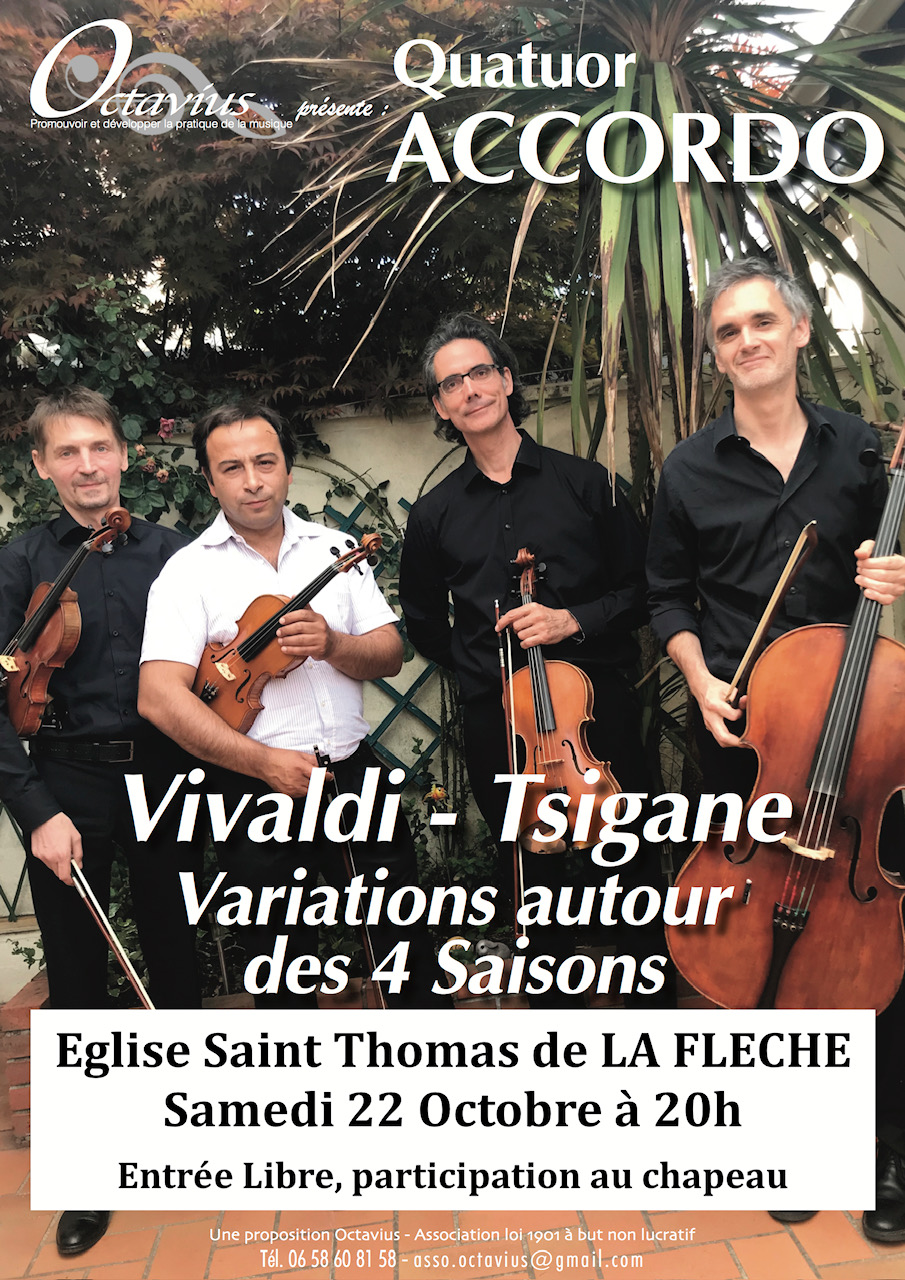 Octavius
Promouvoir et développer la pratique de la musique
présente :
Quatuor
ACCORDO
Vivaldi - Tsigane
Variations autour
des 4 Saisons
Eglise Saint Thomas de LA FLECHE
Samedi 22 Octobre à 20h
Entrée Libre, participation au chapeau
Une proposition Octavius - Association loi 1901 à but non lucratif
Tél. 06 58 60 81 58 - asso.octavius@gmail.com